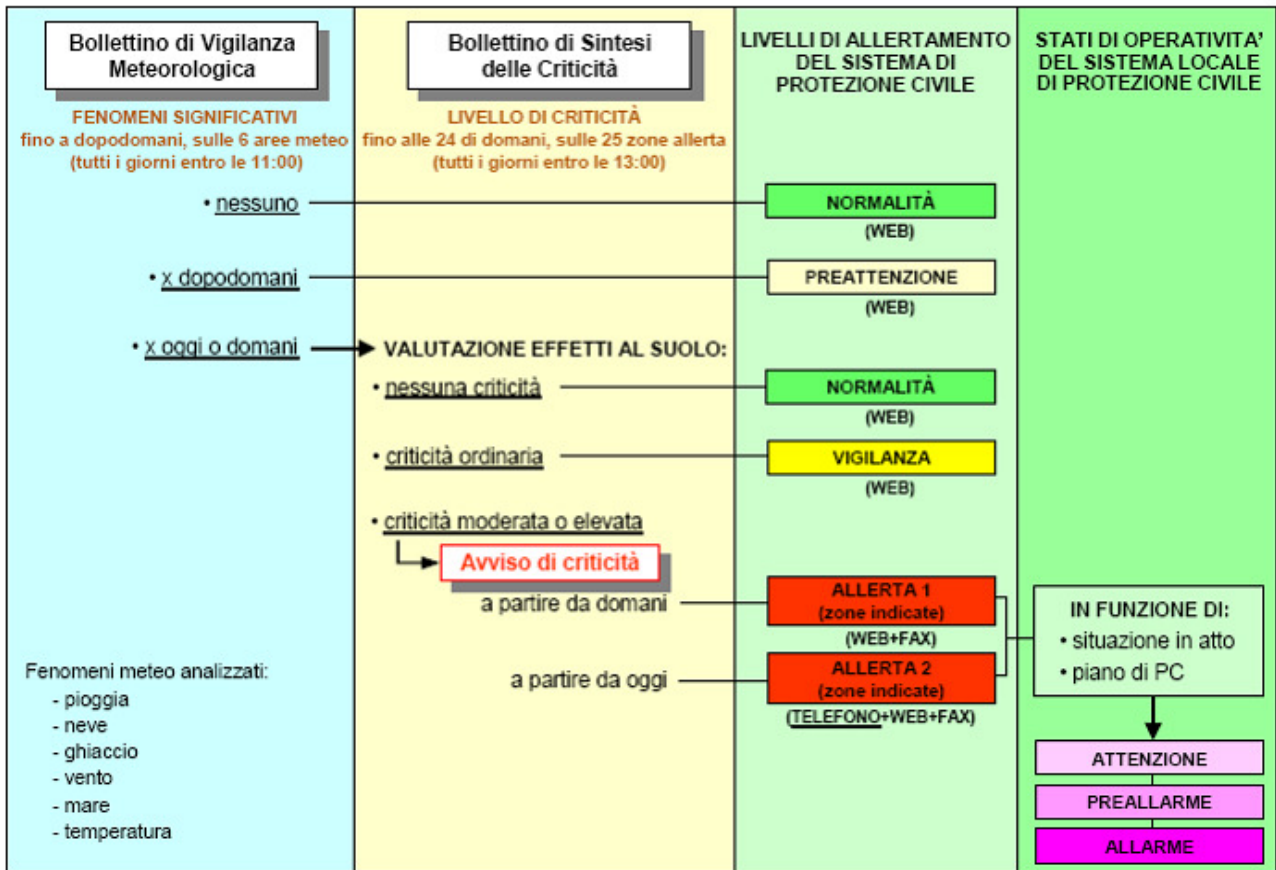 Bollettino di Vigilanza
Meteorologica
FENOMENI SIGNIFICATIVI
fino a dopodomani, sulle 6 aree meteo
(tutti i giorni entro le 11:00)
• nessuno
• x dopodomani
• x oggi o domani
Fenomeni meteo analizzati:
- pioggia
- neve
- ghiaccio
- vento
- mare
- temperatura
Bollettino di Sintesi
delle Criticità
LIVELLO DI CRITICITÀ
fino alle 24 di domani, sulle 25 zone allerta
(tutti i giorni entro le 13:00)
VALUTAZIONE EFFETTI AL SUOLO:
• nessuna criticità
• criticità ordinaria
• criticità moderata o elevata
Avviso di criticità
a partire da domani
a partire da oggi
LIVELLI DI ALLERTAMENTO
DEL SISTEMA DI
PROTEZIONE CIVILE
NORMALITÀ
(WEB)
PREATTENZIONE
(WEB)
NORMALITÀ
(WEB)
VIGILANZA
(WEB)
ALLERTA 1
(zone indicate)
(WEB+FAX)
ALLERTA 2
(zone indicate)
(TELEFONO+WEB+FAX)
STATI DI OPERATIVITA'
DEL SISTEMA LOCALE
DI PROTEZIONE CIVILE
IN FUNZIONE DI:
• situazione in atto
• piano di PC
ATTENZIONE
PREALLARME
ALLARME